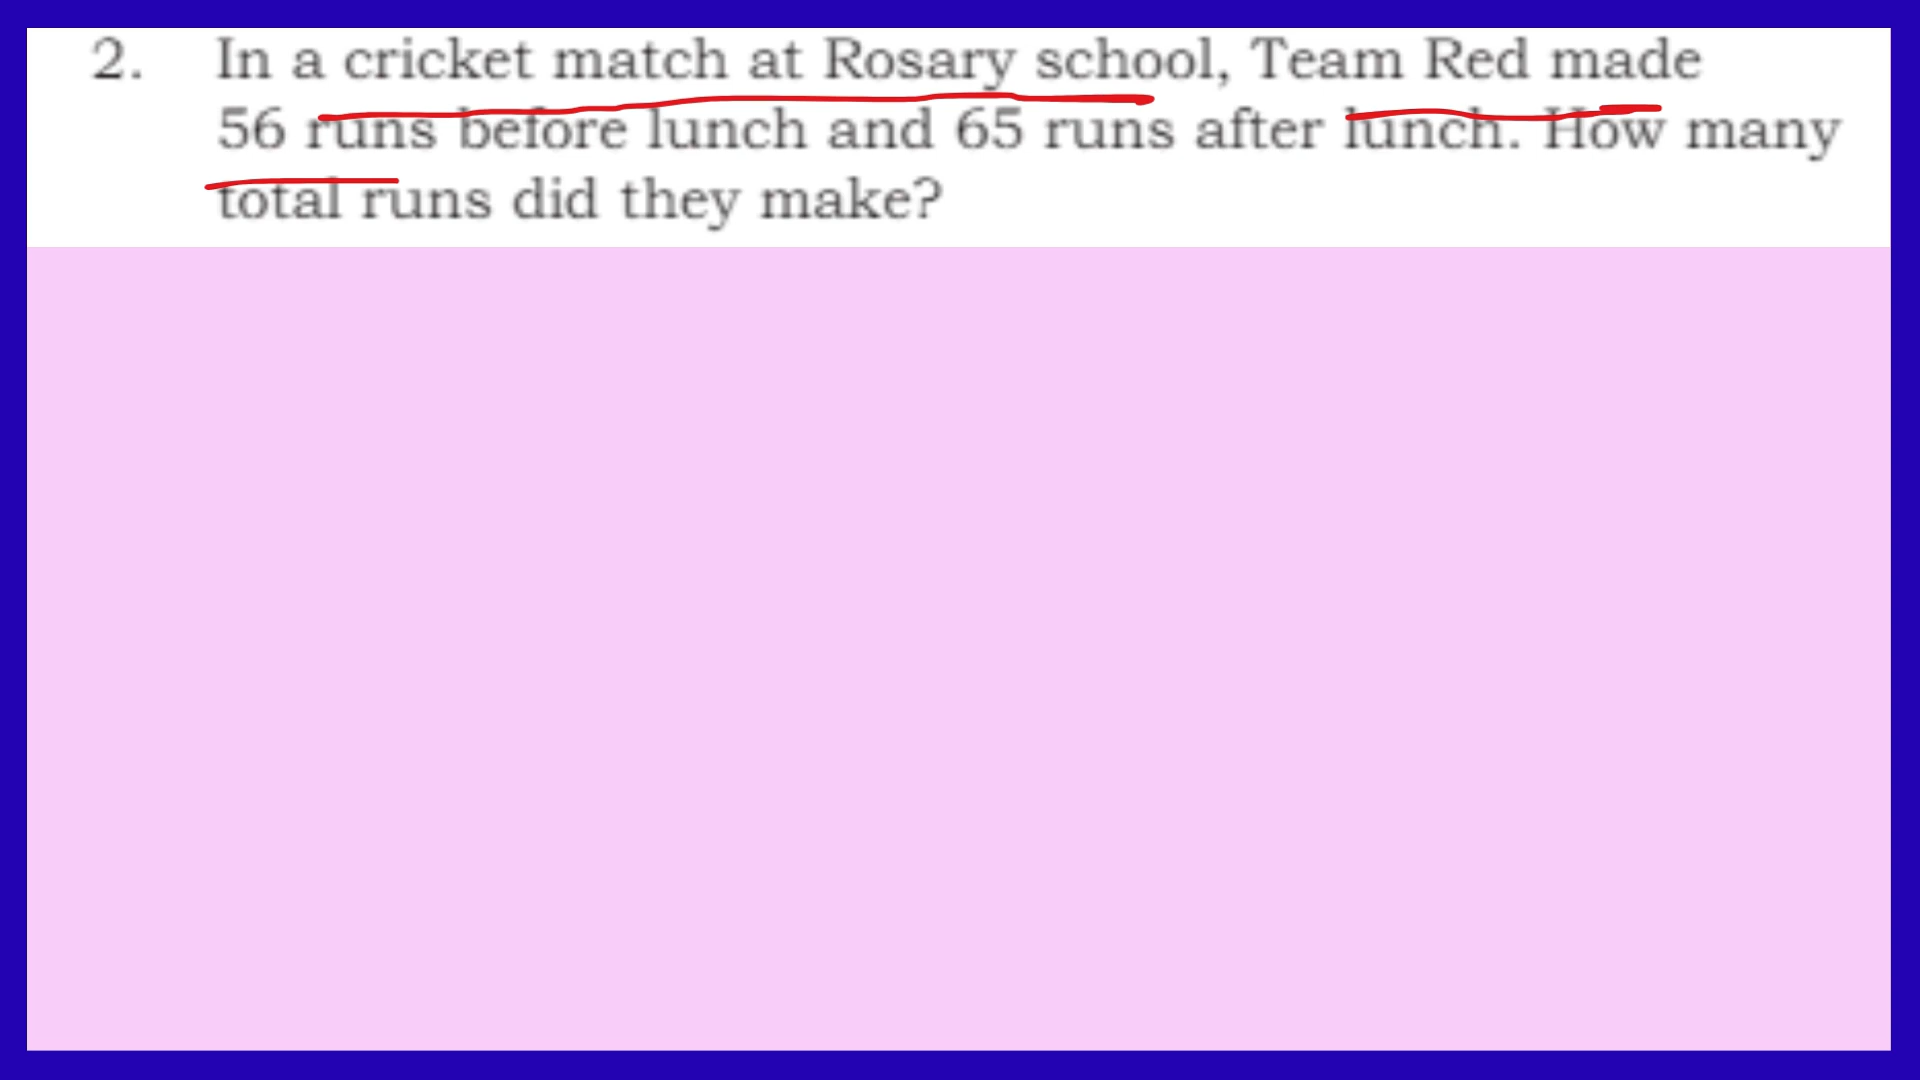 2. In a cricket match at Rosary school, Team Red made
56 runs before lunch and 65 runs after lunch. How many
total runs did they make?